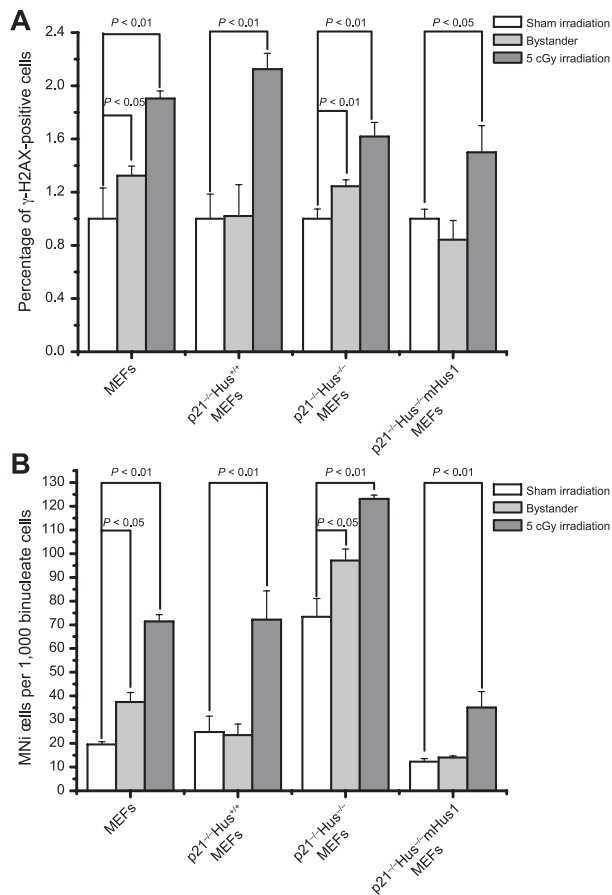 A
Percentage of γ-H2AX-positive cells
2.4
2.0
1.6
1.2
0.8
0.4
0.0
P < 0.01
P < 0.05
P < 0.01
P < 0.01
P < 0.01
P < 0.05
Sham irradiation
Bystander
5 cGy irradiation
MEFs
p21⁻/⁻Hus⁺/⁺
MEFs
p21⁻/⁻Hus⁻/⁻
MEFs
p21⁻/⁻Hus⁻/⁻mHus1
MEFs
B
MNi cells per 1,000 binucleate cells
130
120
110
100
90
80
70
60
50
40
30
20
10
0
P < 0.01
P < 0.05
P < 0.01
P < 0.01
P < 0.05
P < 0.01
Sham irradiation
Bystander
5 cGy irradiation
MEFs
p21⁻/⁻Hus⁺/⁺
MEFs
p21⁻/⁻Hus⁻/⁻
MEFs
p21⁻/⁻Hus⁻/⁻mHus1
MEFs